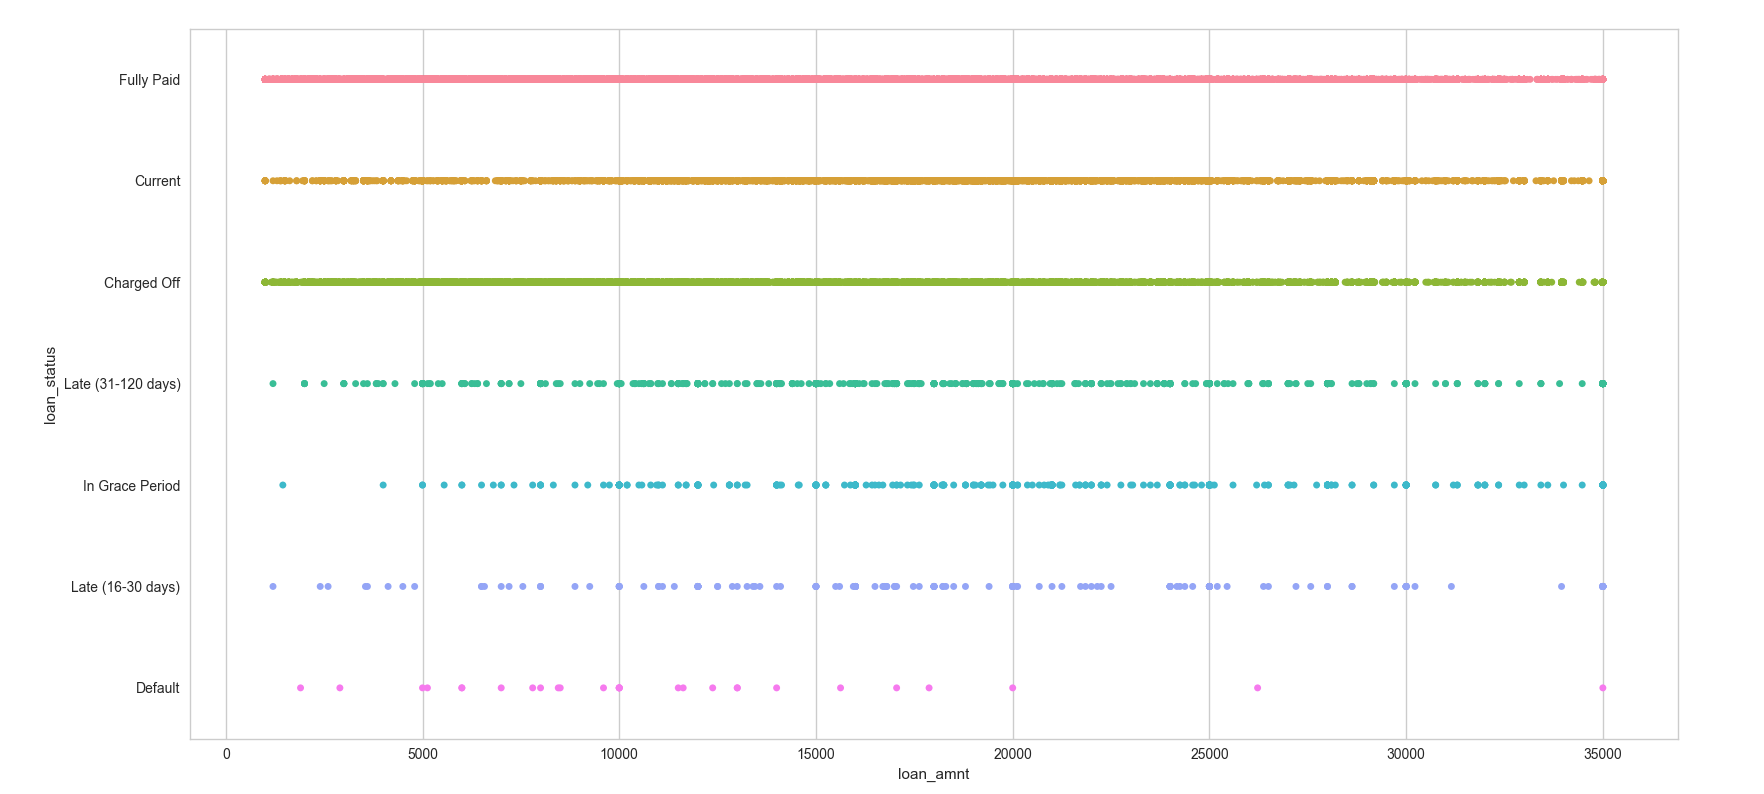 Fully Paid
Current
Charged Off
Late (31-120 days)
In Grace Period
Late (16-30 days)
Default
loan_status
0 5000 10000 15000 20000 25000 30000 35000
loan_amnt